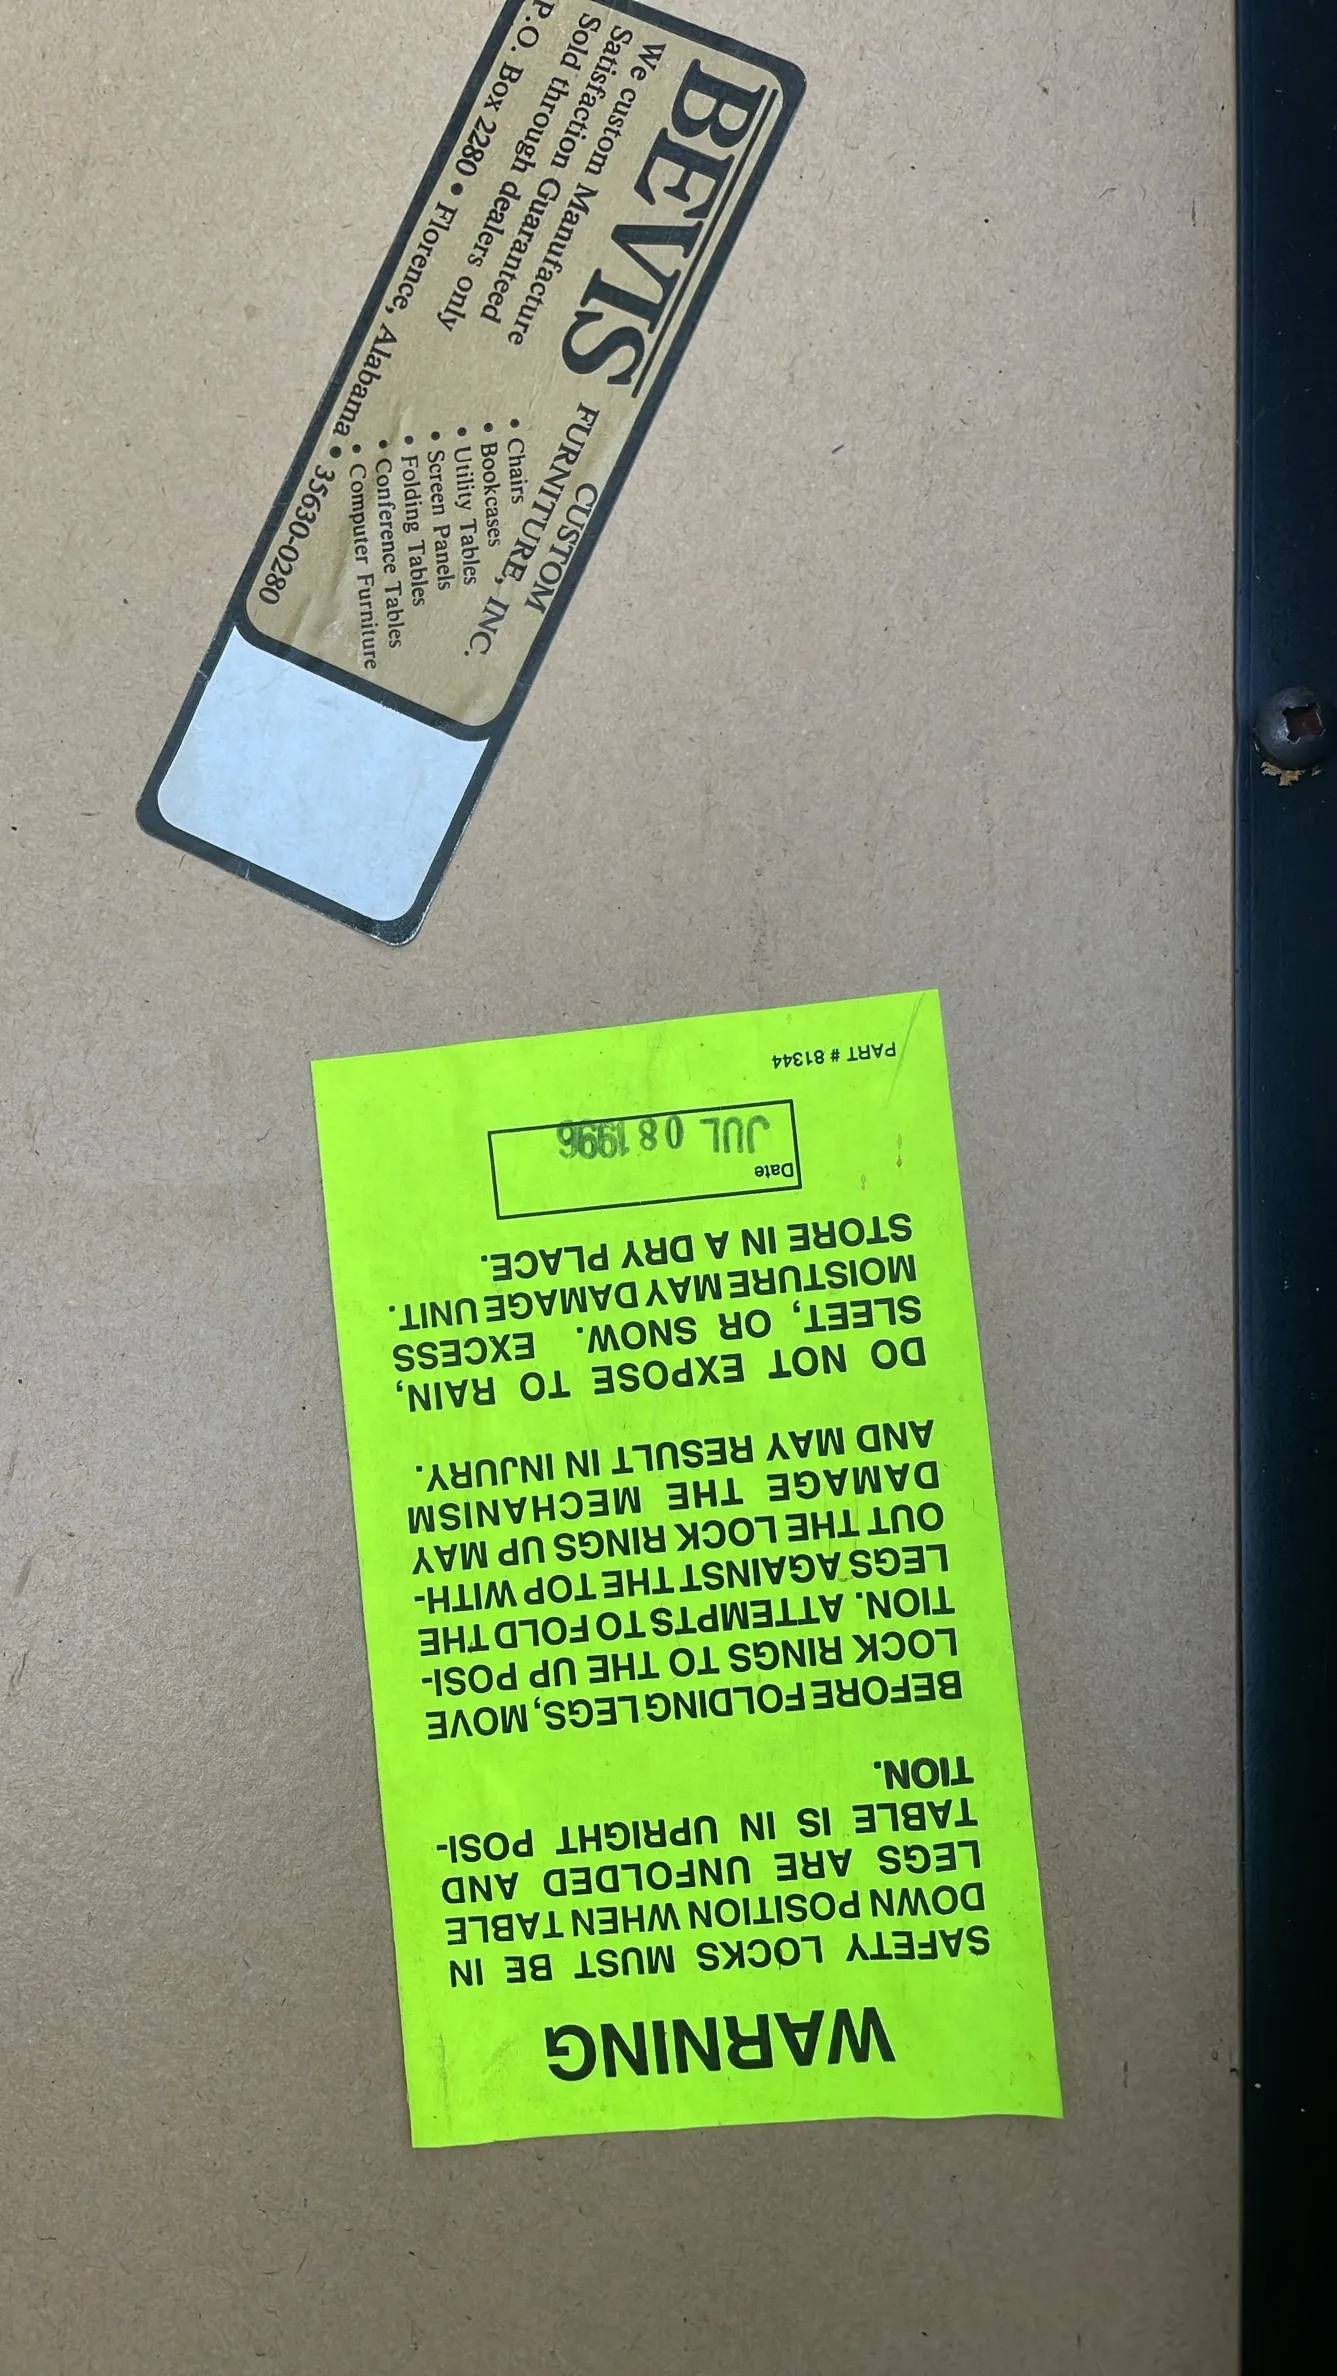 BEVIS CUSTOM
FURNITURE, INC.
We custom Manufacture
Satisfaction Guaranteed
Sold through dealers only
• Chairs
• Bookcases
• Utility Tables
• Screen Panels
• Folding Tables
• Conference Tables
• Computer Furniture
P.O. Box 2280 • Florence, Alabama • 35630-0280
WARNING
SAFETY LOCKS MUST BE IN
DOWN POSITION WHEN TABLE
LEGS ARE UNFOLDED AND
TABLE IS IN UPRIGHT POSI-
TION.
BEFORE FOLDING LEGS, MOVE
LOCK RINGS TO THE UP POSI-
TION. ATTEMPTS TO FOLD THE
LEGS AGAINST THE TOP WITH-
OUT THE LOCK RINGS UP MAY
DAMAGE THE MECHANISM
AND MAY RESULT IN INJURY.
DO NOT EXPOSE TO RAIN,
SLEET, OR SNOW. EXCESS
MOISTURE MAY DAMAGE UNIT.
STORE IN A DRY PLACE.
Date
JUL 08 1996
PART # 81344